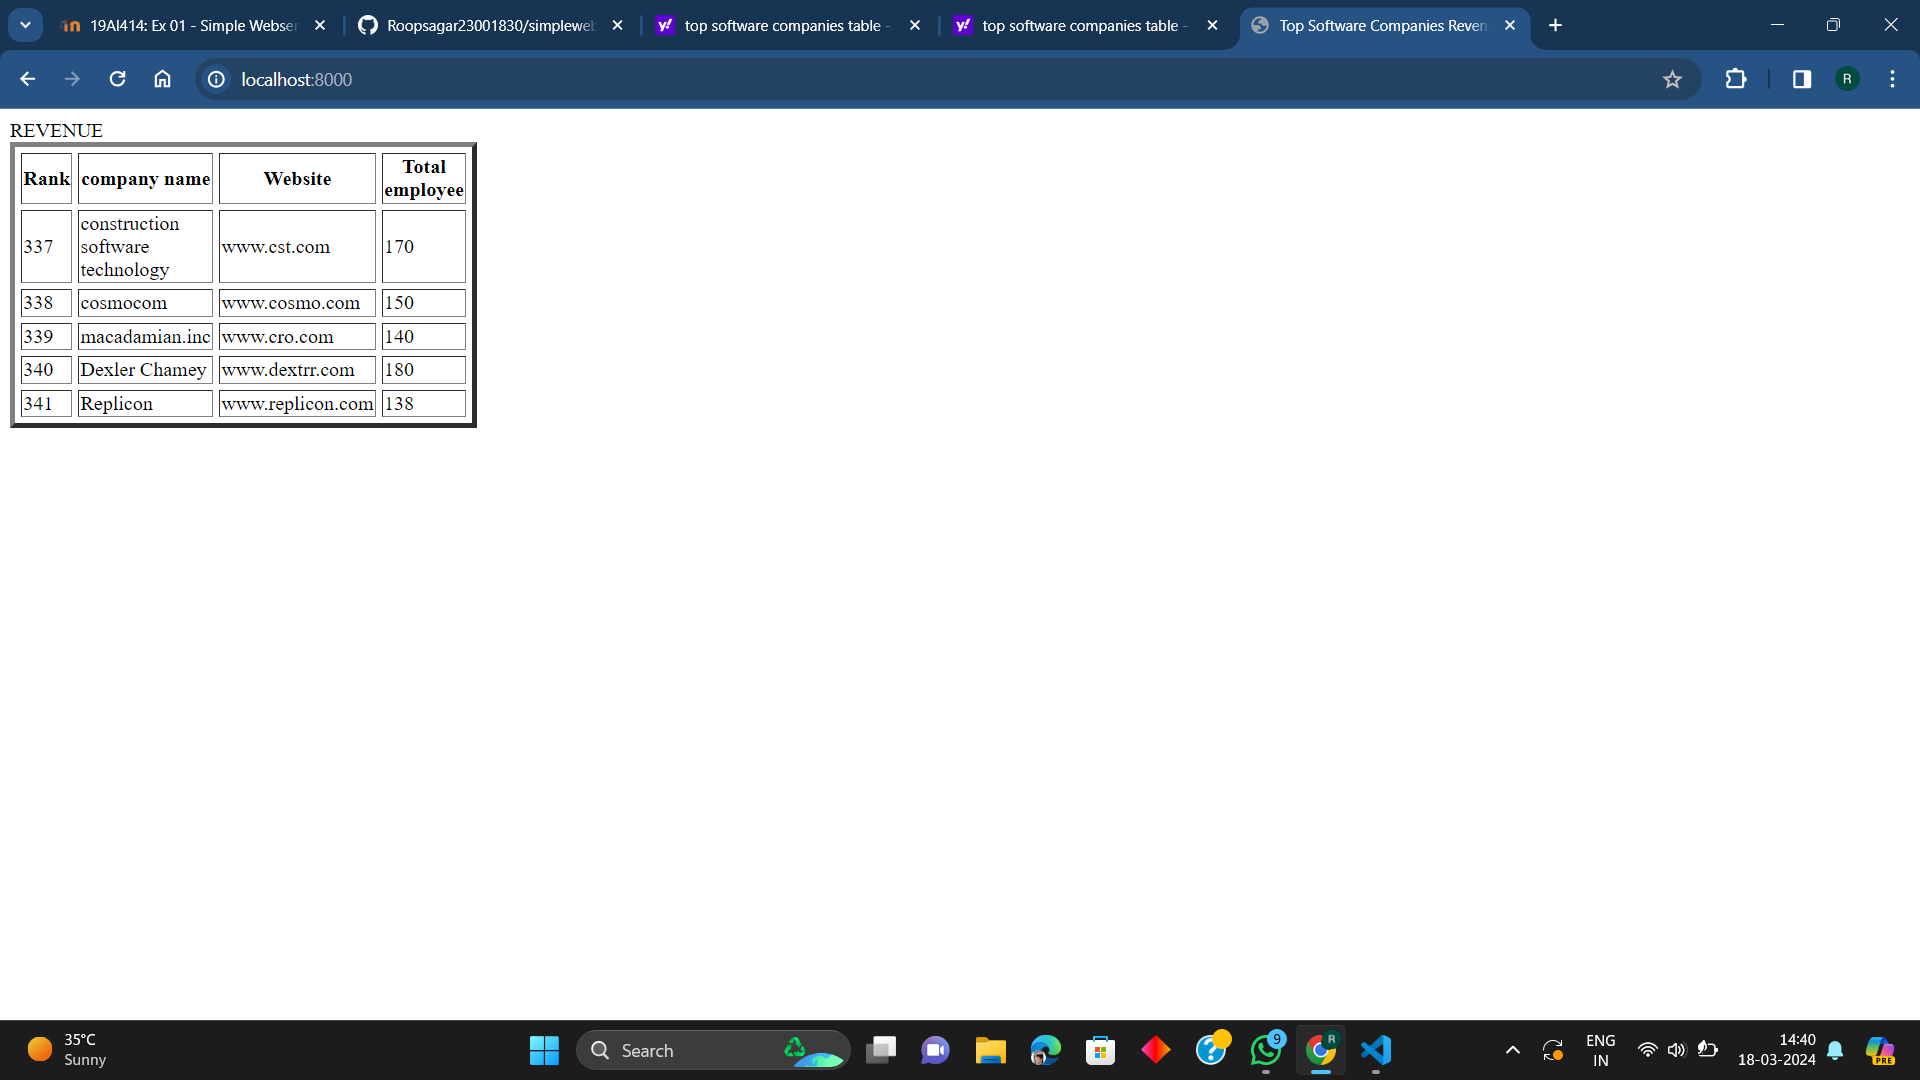 19AI414: Ex 01 - Simple Webser
Roopsagar23001830/simpleweb
top software companies table -
top software companies table -
Top Software Companies Reven
localhost:8000
R
REVENUE
Rank company name Website Total employee
337 construction software technology www.cst.com 170
338 cosmocom www.cosmo.com 150
339 macadamian.inc www.cro.com 140
340 Dexler Chamey www.dextrr.com 180
341 Replicon www.replicon.com 138
35°C
Sunny
Search
9
R
ENG
IN
14:40
18-03-2024
PRE